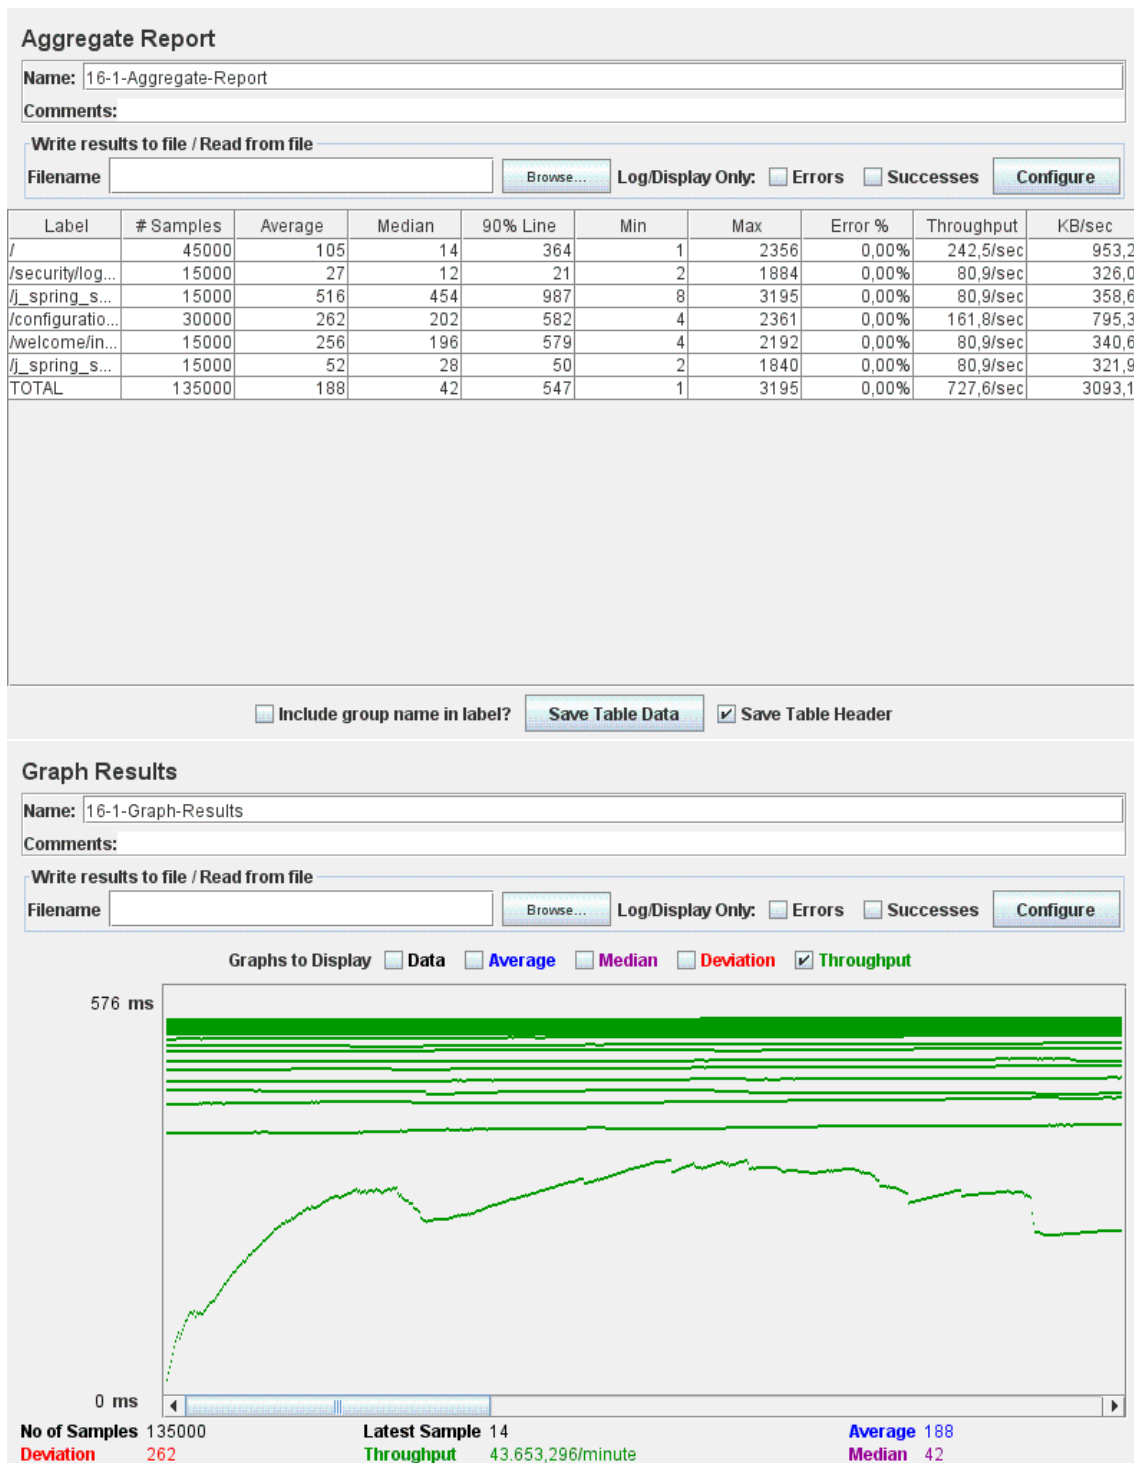 Aggregate Report
Name: 16-1-Aggregate-Report
Comments:
Write results to file / Read from file
Filename Browse... Log/Display Only: Errors Successes Configure
Label # Samples Average Median 90% Line Min Max Error % Throughput KB/sec
/ 45000 105 14 364 1 2356 0,00% 242,5/sec 953,2
/security/log... 15000 27 12 21 2 1884 0,00% 80,9/sec 326,0
/j_spring_s... 15000 516 454 987 8 3195 0,00% 80,9/sec 358,6
/configuratio... 30000 262 202 582 4 2361 0,00% 161,8/sec 795,3
/welcome/in... 15000 256 196 579 4 2192 0,00% 80,9/sec 340,6
/j_spring_s... 15000 52 28 50 2 1840 0,00% 80,9/sec 321,9
TOTAL 135000 188 42 547 1 3195 0,00% 727,6/sec 3093,1
Include group name in label? Save Table Data Save Table Header
Graph Results
Name: 16-1-Graph-Results
Comments:
Write results to file / Read from file
Filename Browse... Log/Display Only: Errors Successes Configure
Graphs to Display Data Average Median Deviation Throughput
576 ms
0 ms
No of Samples 135000 Latest Sample 14 Average 188
Deviation 262 Throughput 43.653,296/minute Median 42